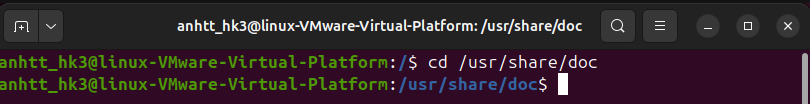 anhtt_hk3@linux-VMware-Virtual-Platform: /usr/share/doc
anhtt_hk3@linux-VMware-Virtual-Platform:/$ cd /usr/share/doc
anhtt_hk3@linux-VMware-Virtual-Platform:/usr/share/doc$